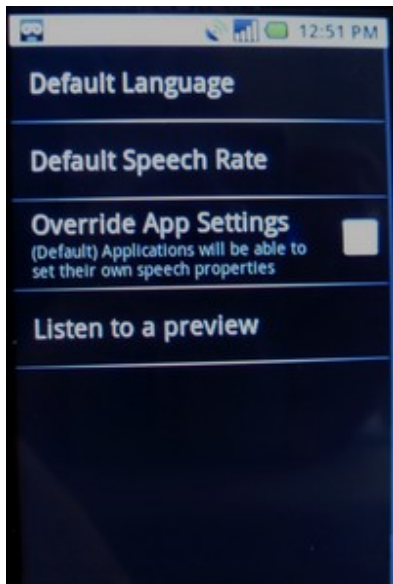 12:51 PM
Default Language
Default Speech Rate
Override App Settings
(Default) Applications will be able to
set their own speech properties
Listen to a preview